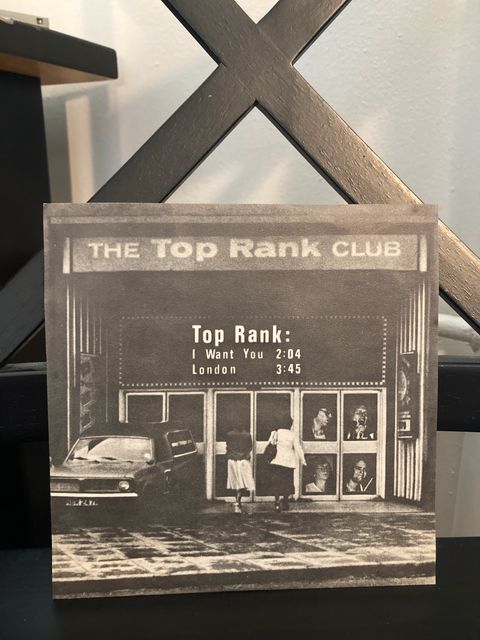 THE Top Rank CLUB
Top Rank:
I Want You 2:04
London 3:45